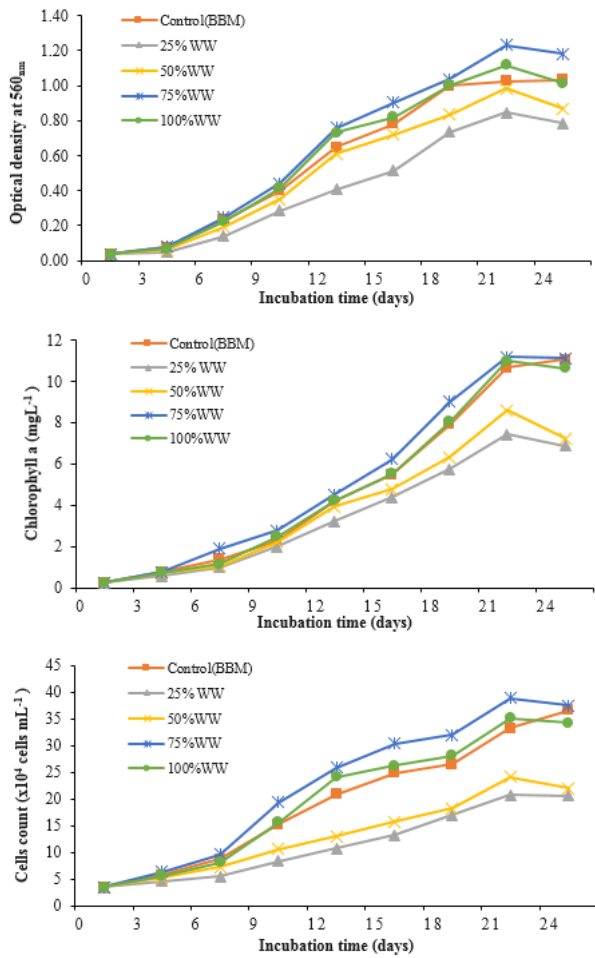 Optical density at 560nm
1.40
1.20
1.00
0.80
0.60
0.40
0.20
0.00
Control(BBM)
25% WW
50%WW
75%WW
100%WW
0 3 6 9 12 15 18 21 24
Incubation time (days)
Chlorophyll a (mgL-1)
12
10
8
6
4
2
0
Control(BBM)
25% WW
50%WW
75%WW
100%WW
0 3 6 9 12 15 18 21 24
Incubation time (days)
Cells count (x10⁴ cells mL-1)
45
40
35
30
25
20
15
10
5
0
Control(BBM)
25% WW
50%WW
75%WW
100%WW
0 3 6 9 12 15 18 21 24
Incubation time (days)